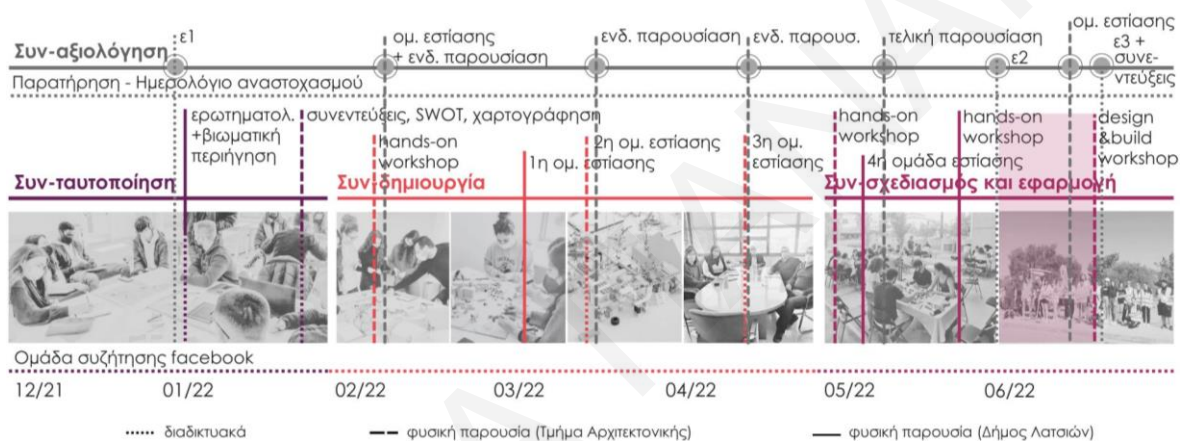 ε1
ομ. εστίασης
+ ενδ. παρουσίαση
ενδ. παρουσίαση
ενδ. παρουσ.
τελική παρουσίαση
ε2
ομ. εστίασης
ε3 +
συνε-
ντεύξεις
Συν-αξιολόγηση
Παρατήρηση - Ημερολόγιο αναστοχασμού
ερωτηματολ.
+βιωματική
περιήγηση
συνεντεύξεις, SWOT, χαρτογράφηση
hands-on
workshop
1η ομ. εστίασης
2η ομ. εστίασης
3η ομ.
εστίασης
hands-on
workshop
4η ομάδα εστίασης
hands-on
workshop
design
&build
workshop
Συν-ταυτοποίηση
Συν-δημιουργία
Συν-σχεδιασμός και εφαρμογή
Ομάδα συζήτησης facebook
12/21
01/22
02/22
03/22
04/22
05/22
06/22
διαδικτυακά
φυσική παρουσία (Τμήμα Αρχιτεκτονικής)
φυσική παρουσία (Δήμος Λατσιών)